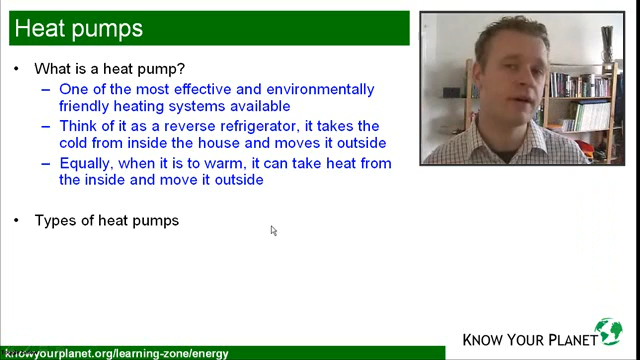 Heat pumps
• What is a heat pump?
– One of the most effective and environmentally
friendly heating systems available
– Think of it as a reverse refrigerator, it takes the
cold from inside the house and moves it outside
– Equally, when it is to warm, it can take heat from
the inside and move it outside
• Types of heat pumps
KNOW YOUR PLANET
knowyourplanet.org/learning-zone/energy